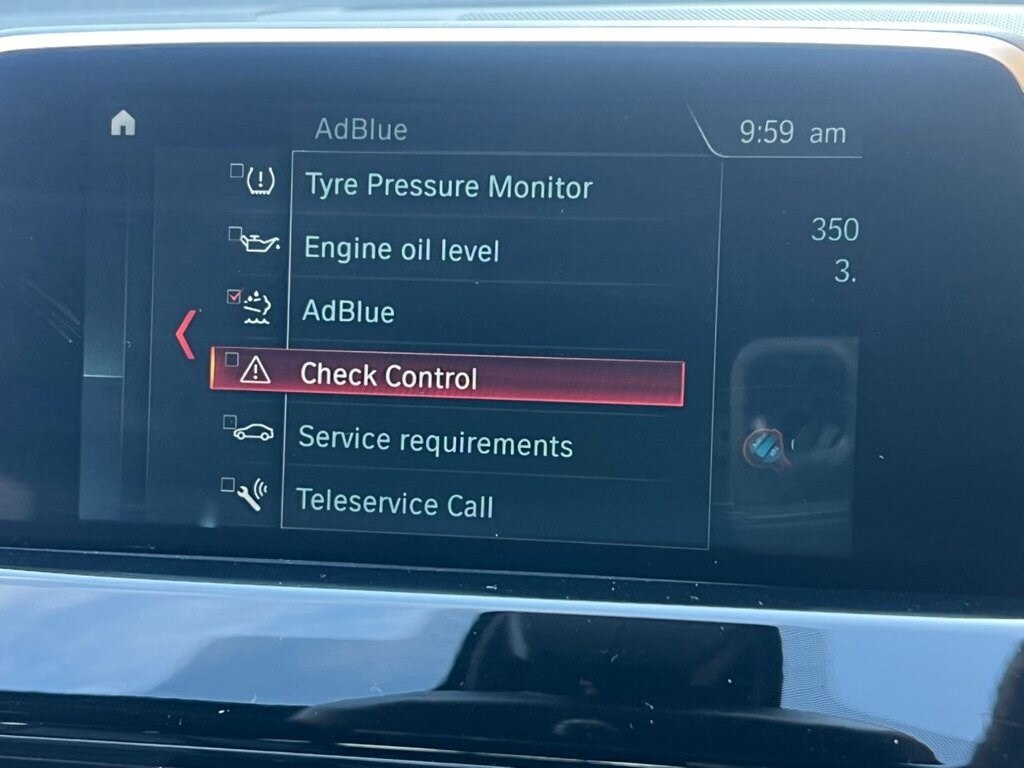 AdBlue
9:59 am
Tyre Pressure Monitor
350
Engine oil level
3.
AdBlue
Check Control
Service requirements
Teleservice Call